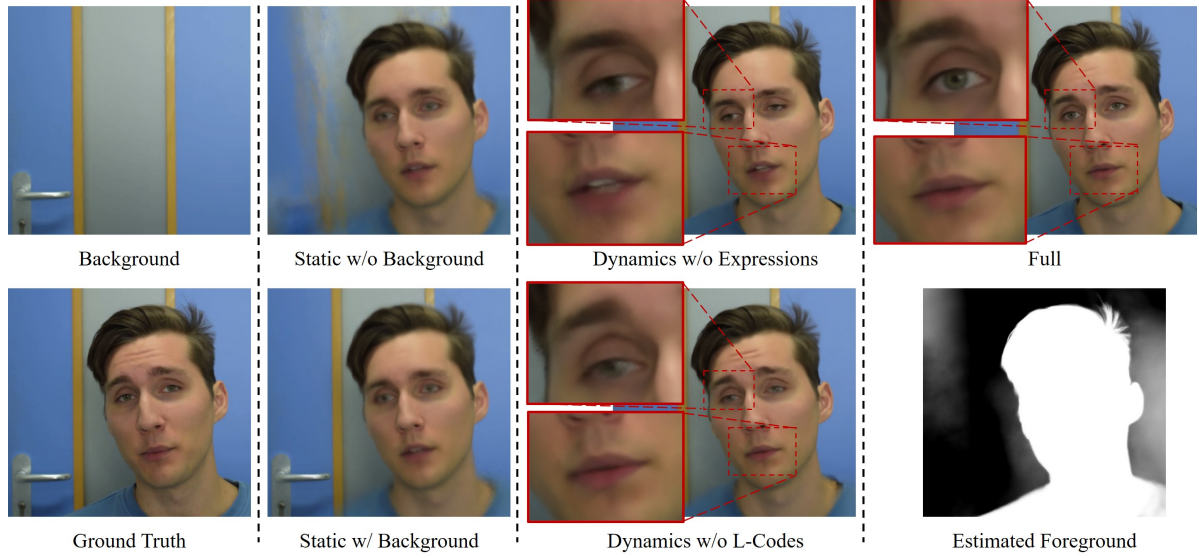 Background
Static w/o Background
Dynamics w/o Expressions
Full
Ground Truth
Static w/ Background
Dynamics w/o L-Codes
Estimated Foreground